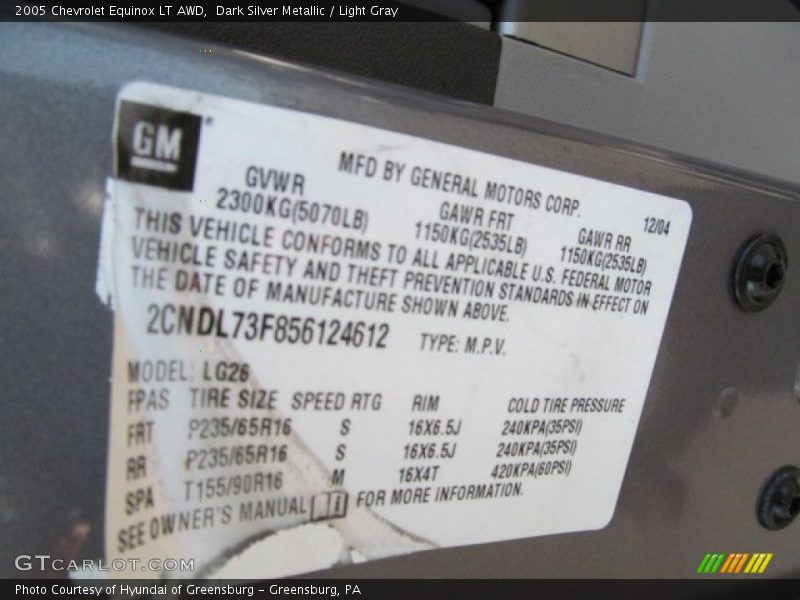 2005 Chevrolet Equinox LT AWD, Dark Silver Metallic / Light Gray
GM
MFD BY GENERAL MOTORS CORP. 12/04
GVWR GAWR FRT GAWR RR
2300KG(5070LB) 1150KG(2535LB) 1150KG(2535LB)
THIS VEHICLE CONFORMS TO ALL APPLICABLE U.S. FEDERAL MOTOR
VEHICLE SAFETY AND THEFT PREVENTION STANDARDS IN EFFECT ON
THE DATE OF MANUFACTURE SHOWN ABOVE.
2CNDL73F856124612 TYPE: M.P.V.
MODEL: LG26
FPAS TIRE SIZE SPEED RTG RIM COLD TIRE PRESSURE
FRT P235/65R16 S 16X6.5J 240KPA(35PSI)
RR P235/65R16 S 16X6.5J 240KPA(35PSI)
SPA T155/90R16 M 16X4T 420KPA(60PSI)
SEE OWNER'S MANUAL FOR MORE INFORMATION.
GTCARLOT.COM
Photo Courtesy of Hyundai of Greensburg – Greensburg, PA